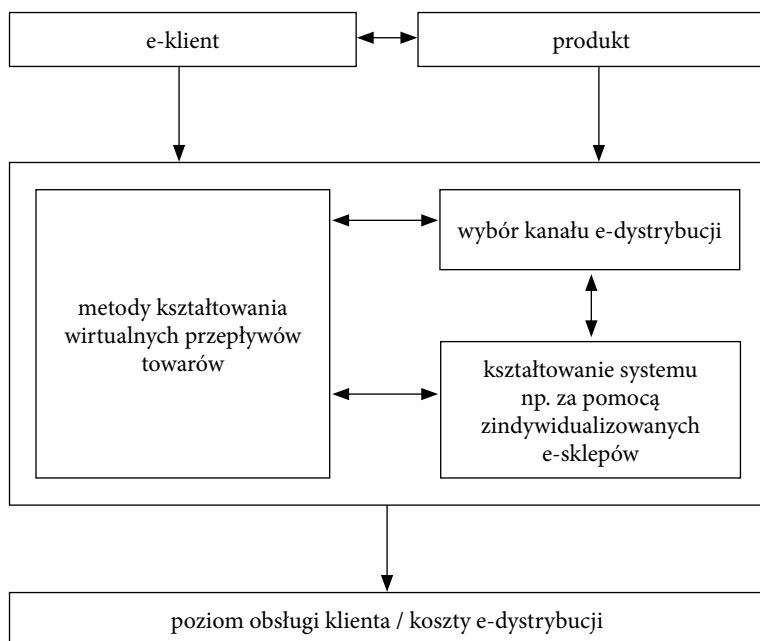 e-klient
produkt
metody kształtowania
wirtualnych przepływów
towarów
wybór kanału e-dystrybucji
kształtowanie systemu
np. za pomocą
zindywidualizowanych
e-sklepów
poziom obsługi klienta / koszty e-dystrybucji